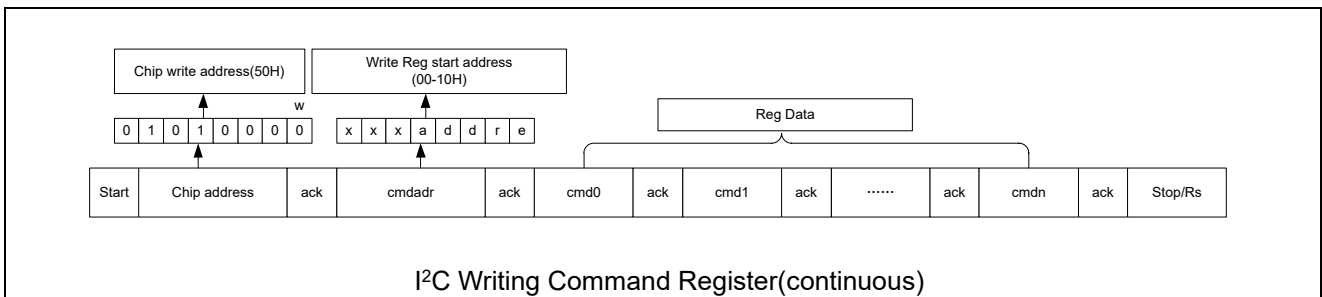 Chip write address(50H)
Write Reg start address
(00-10H)
w
0 1 0 1 0 0 0 0
x x x a d d r e
Reg Data
Start Chip address ack cmdadr ack cmd0 ack cmd1 ack ...... ack cmdn ack Stop/Rs
I²C Writing Command Register(continuous)